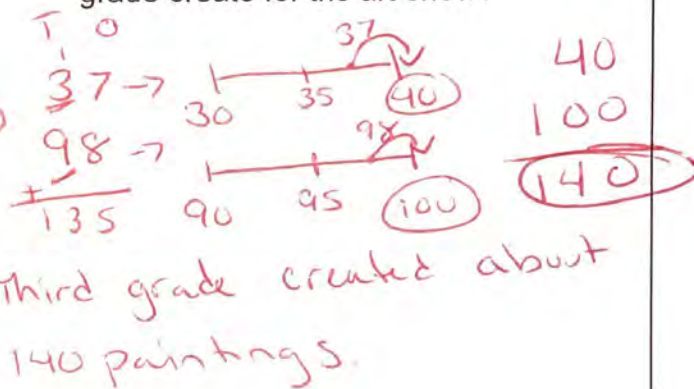 T O
1 37
37 → 40
30 35 40
98 → 98 100
+ 90 95 100 140
135
Third grade created about
140 paintings.